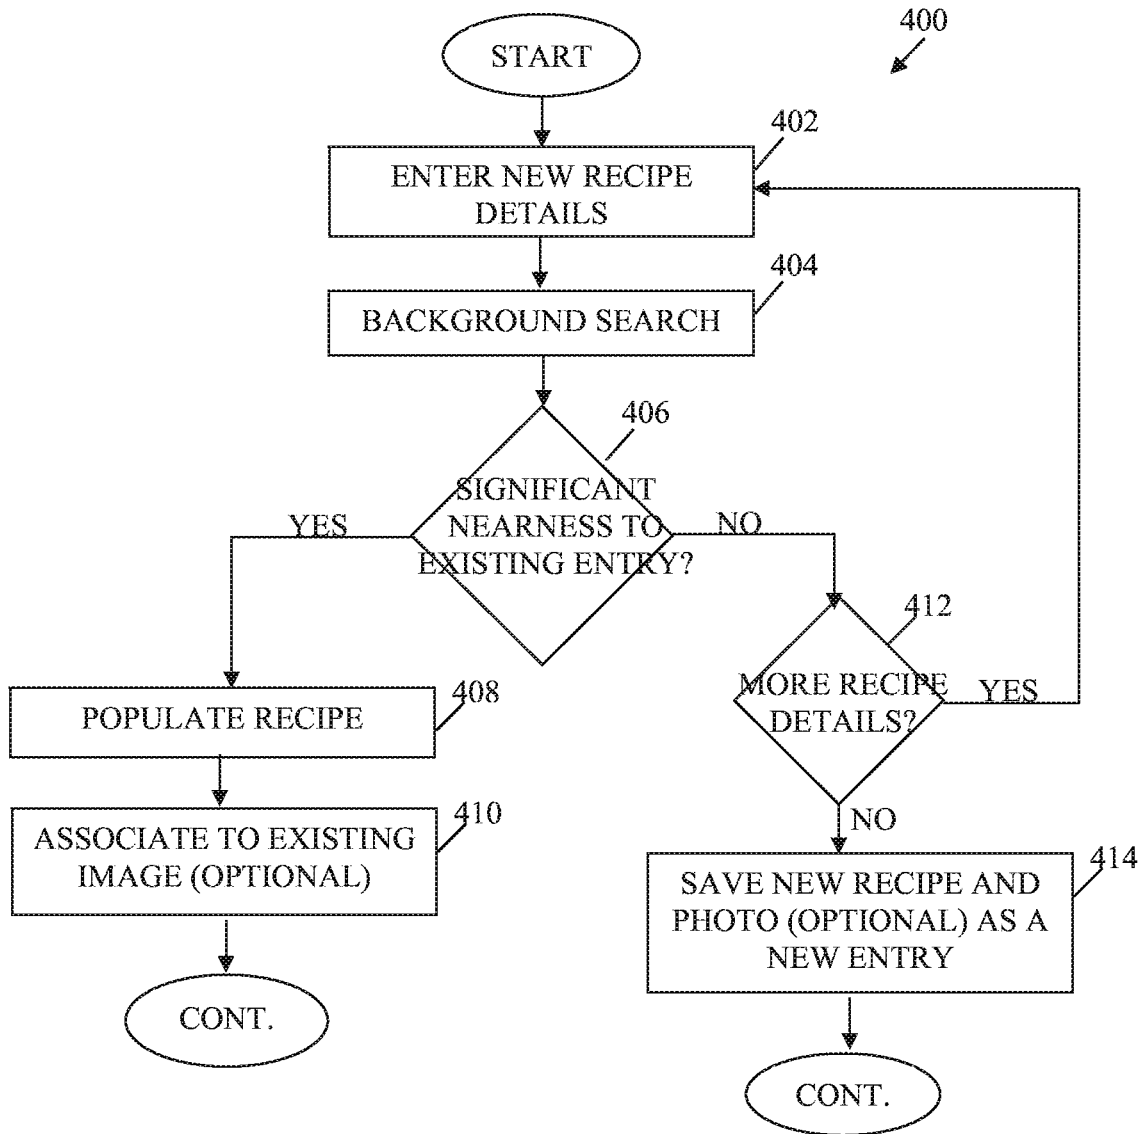 400
START
402
ENTER NEW RECIPE
DETAILS
404
BACKGROUND SEARCH
406
SIGNIFICANT
NEARNESS TO
EXISTING ENTRY?
YES
NO
412
MORE RECIPE
DETAILS?
YES
408
POPULATE RECIPE
410
ASSOCIATE TO EXISTING
IMAGE (OPTIONAL)
NO
414
SAVE NEW RECIPE AND
PHOTO (OPTIONAL) AS A
NEW ENTRY
CONT.
CONT.